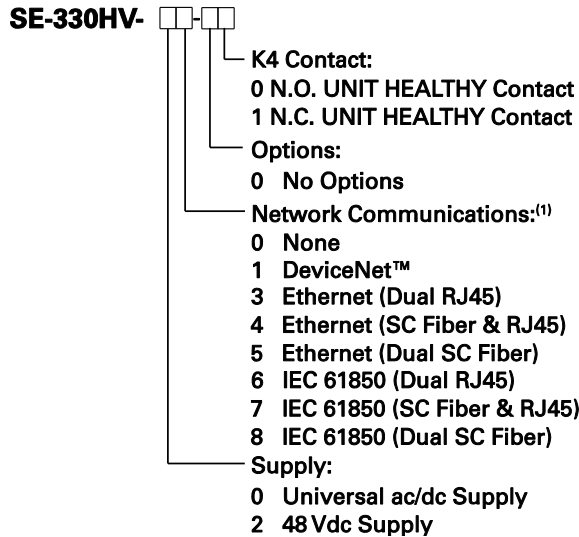 SE-330HV- □□-□□
K4 Contact:
0 N.O. UNIT HEALTHY Contact
1 N.C. UNIT HEALTHY Contact
Options:
0 No Options
Network Communications:⁽¹⁾
0 None
1 DeviceNet™
3 Ethernet (Dual RJ45)
4 Ethernet (SC Fiber & RJ45)
5 Ethernet (Dual SC Fiber)
6 IEC 61850 (Dual RJ45)
7 IEC 61850 (SC Fiber & RJ45)
8 IEC 61850 (Dual SC Fiber)
Supply:
0 Universal ac/dc Supply
2 48 Vdc Supply